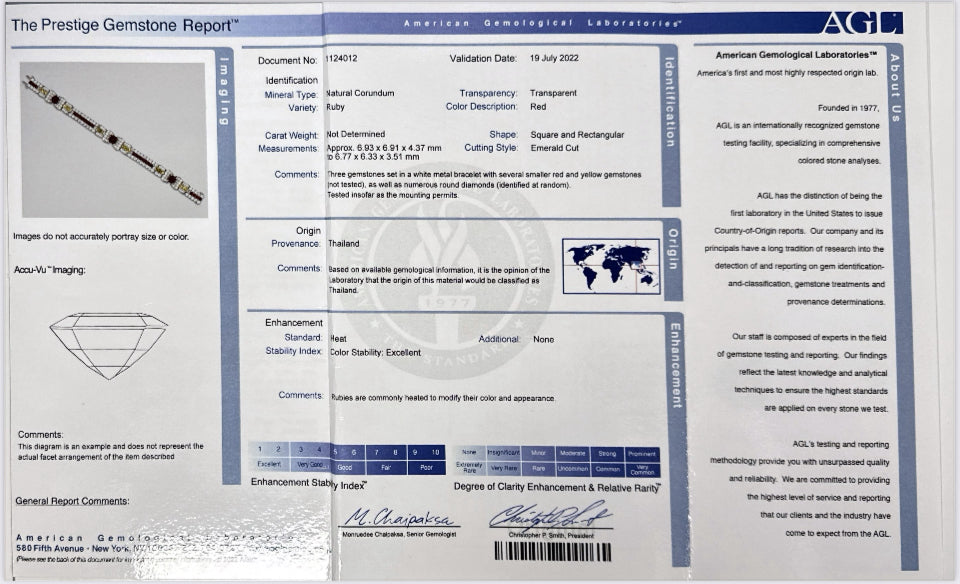 The Prestige Gemstone Report™
American Gemological Laboratories™
AGL
Imaging
Images do not accurately portray size or color.
Accu-Vu™ Imaging:
Comments:
This diagram is an example and does not represent the
actual facet arrangement of the item described
General Report Comments:
American
580 Fifth Avenue · New York,
(Please see the back of this document for
Document No: 1124012 Validation Date: 19 July 2022
Identification
Mineral Type: Natural Corundum Transparency: Transparent
Variety: Ruby Color Description: Red
Carat Weight: Not Determined Shape: Square and Rectangular
Measurements: Approx. 6.93 x 6.91 x 4.37 mm Cutting Style: Emerald Cut
to 6.77 x 6.33 x 3.51 mm
Comments: Three gemstones set in a white metal bracelet with several smaller red and yellow gemstones
(not tested), as well as numerous round diamonds (identified at random).
Tested insofar as the mounting permits.
Identification
Origin
Provenance: Thailand
Comments: Based on available gemological information, it is the opinion of the
Laboratory that the origin of this material would be classified as
Thailand.
Origin
1977
Enhancement
Standard: Heat Additional: None
Stability Index: Color Stability: Excellent
Comments: Rubies are commonly heated to modify their color and appearance.
Enhancement
1 2 3 4 5 6 7 8 9 10
Excellent Very Good Good Fair Poor
Enhancement Stabily Index™
None Insignificant Minor Moderate Strong Prominent
Extremely Rare Very Rare Rare Uncommon Common Very Common
Degree of Clarity Enhancement & Relative Rarity™
M. Chaipaksa
Monruedee Chaipaksa, Senior Gemologist
Christopher P. Smith, President
About Us
American Gemological Laboratories™
America's first and most highly respected origin lab.
Founded in 1977,
AGL is an internationally recognized gemstone
testing facility, specializing in comprehensive
colored stone analyses.
AGL has the distinction of being the
first laboratory in the United States to issue
Country-of-Origin reports. Our company and its
principals have a long tradition of research into the
detection of and reporting on gem identification-
and-classification, gemstone treatments and
provenance determinations.
Our staff is composed of experts in the field
of gemstone testing and reporting. Our findings
reflect the latest knowledge and analytical
techniques to ensure the highest standards
are applied on every stone we test.
AGL's testing and reporting
methodology provide you with unsurpassed quality
and reliability. We are committed to providing
the highest level of service and reporting
that our clients and the industry have
come to expect from the AGL.